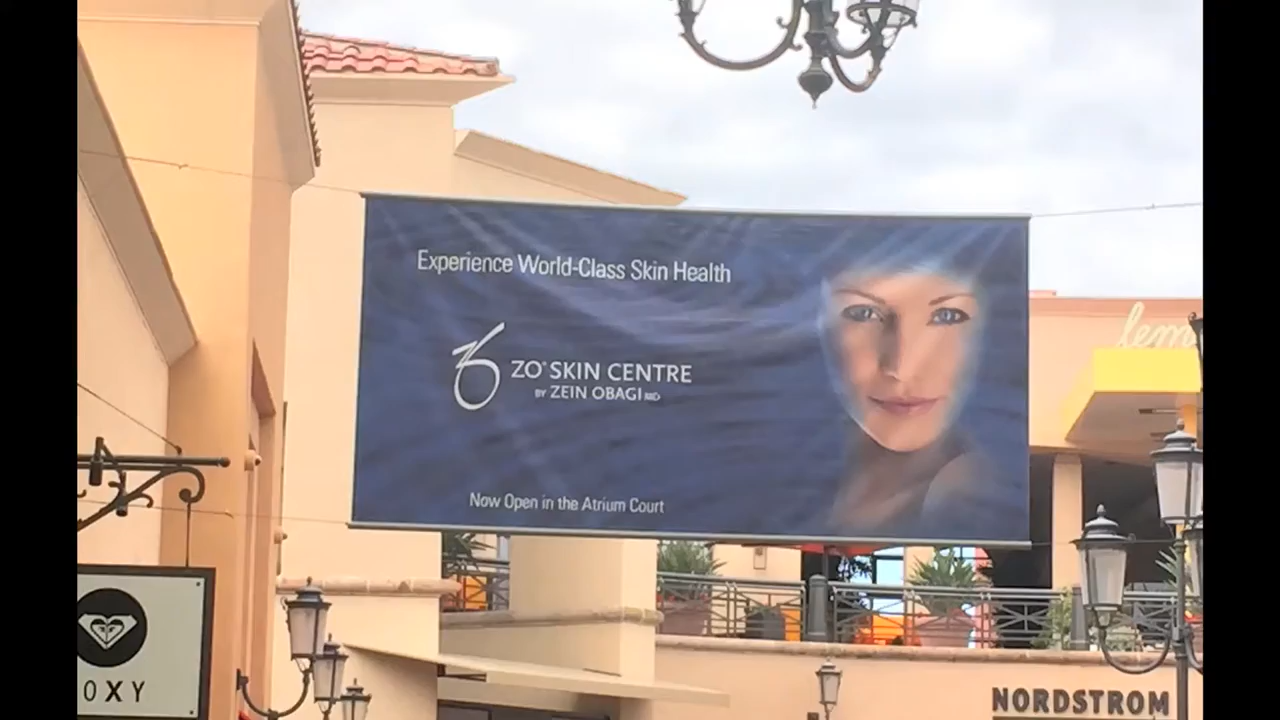 Experience World-Class Skin Health
ZO® SKIN CENTRE
BY ZEIN OBAGI MD
Now Open in the Atrium Court
lem
OXY
NORDSTROM